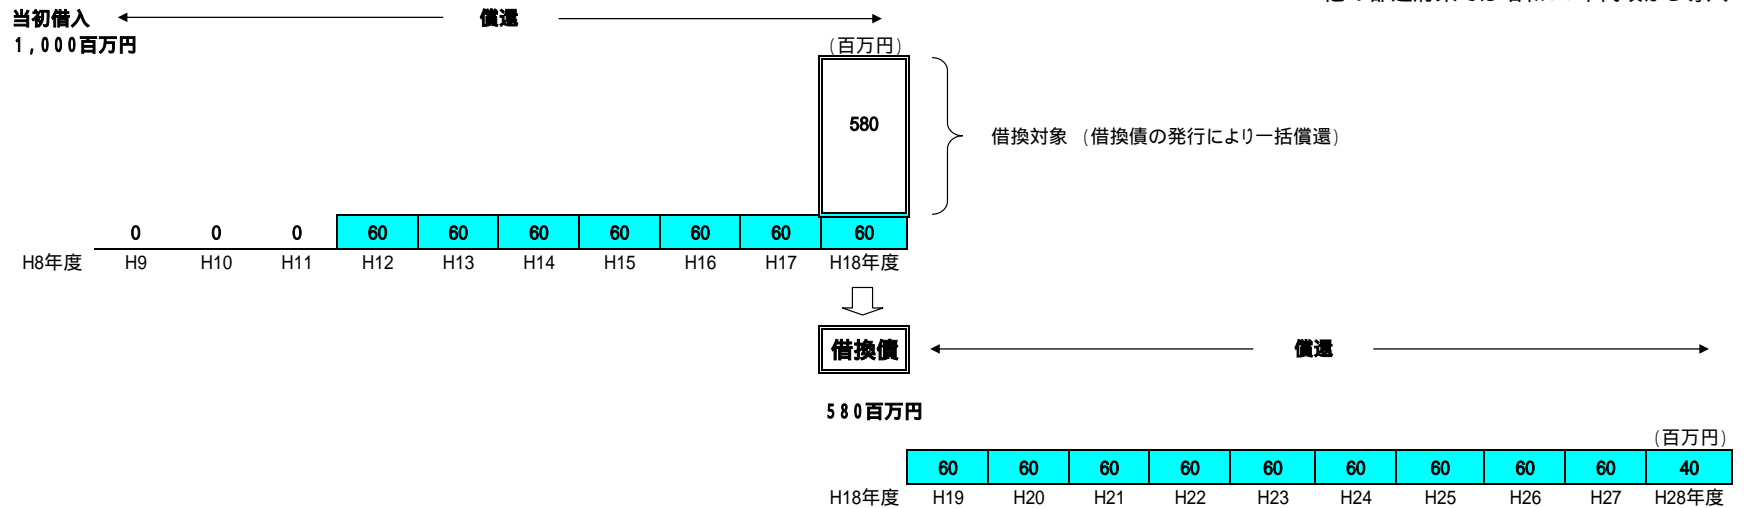 当初借入 償還
1,000百万円
(百万円)
580
借換対象 (借換債の発行により一括償還)
0 0 0 60 60 60 60 60 60 60
H8年度 H9 H10 H11 H12 H13 H14 H15 H16 H17 H18年度
借換債 償還
580百万円
(百万円)
60 60 60 60 60 60 60 60 60 40
H18年度 H19 H20 H21 H22 H23 H24 H25 H26 H27 H28年度